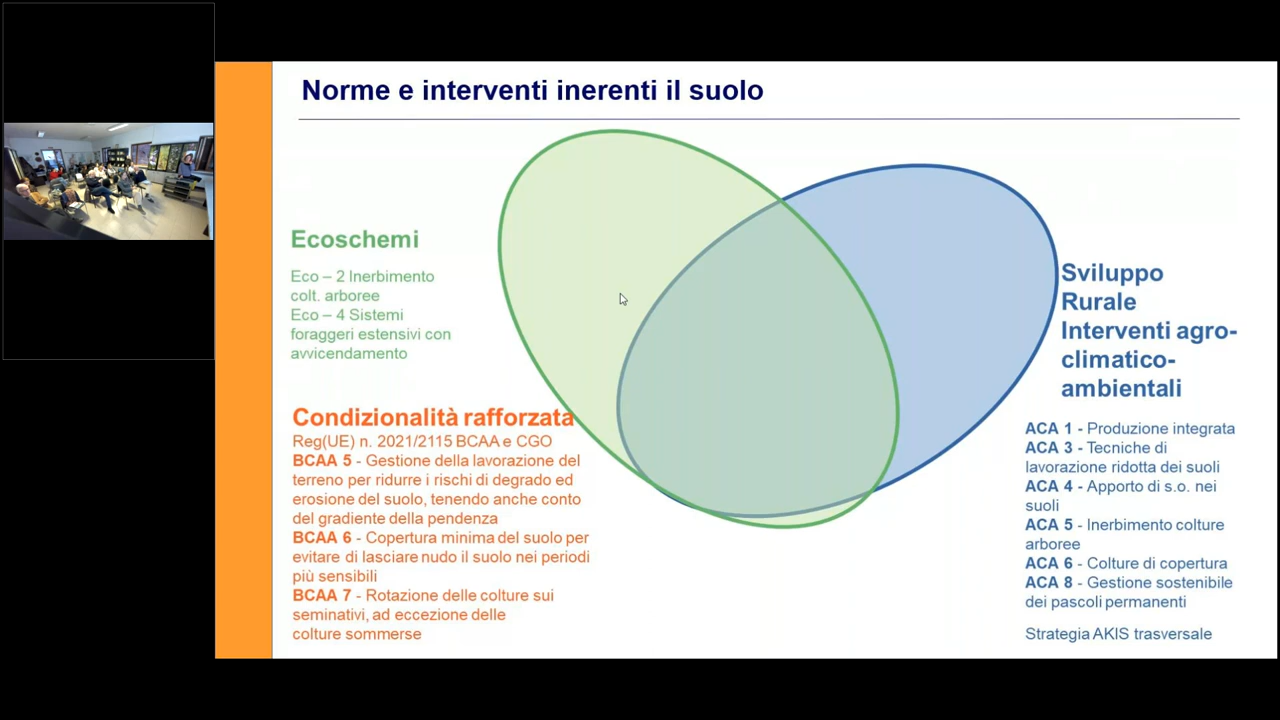 Norme e interventi inerenti il suolo
Ecoschemi
Eco – 2 Inerbimento
colt. arboree
Eco – 4 Sistemi
foraggeri estensivi con
avvicendamento
Condizionalità rafforzata
Reg(UE) n. 2021/2115 BCAA e CGO
BCAA 5 - Gestione della lavorazione del
terreno per ridurre i rischi di degrado ed
erosione del suolo, tenendo anche conto
del gradiente della pendenza
BCAA 6 - Copertura minima del suolo per
evitare di lasciare nudo il suolo nei periodi
più sensibili
BCAA 7 - Rotazione delle colture sui
seminativi, ad eccezione delle
colture sommerse
Sviluppo
Rurale
Interventi agro-
climatico-
ambientali
ACA 1 - Produzione integrata
ACA 3 - Tecniche di
lavorazione ridotta dei suoli
ACA 4 - Apporto di s.o. nei
suoli
ACA 5 - Inerbimento colture
arboree
ACA 6 - Colture di copertura
ACA 8 - Gestione sostenibile
dei pascoli permanenti
Strategia AKIS trasversale